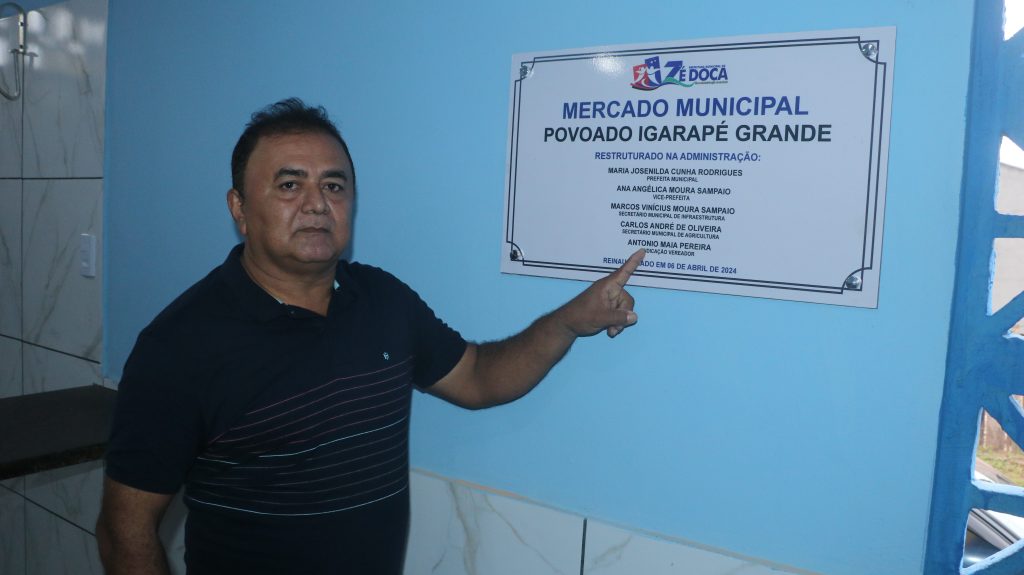 ZÉ DOCA
MERCADO MUNICIPAL
POVOADO IGARAPÉ GRANDE
RESTRUTURADO NA ADMINISTRAÇÃO:
MARIA JOSENILDA CUNHA RODRIGUES
PREFEITA MUNICIPAL
ANA ANGÉLICA MOURA SAMPAIO
VICE-PREFEITA
MARCOS VINÍCIUS MOURA SAMPAIO
SECRETÁRIO MUNICIPAL DE INFRAESTRUTURA
CARLOS ANDRÉ DE OLIVEIRA
SECRETÁRIO MUNICIPAL DE AGRICULTURA
ANTONIO MAIA PEREIRA
VEREADOR
EM 06 DE ABRIL DE 2024